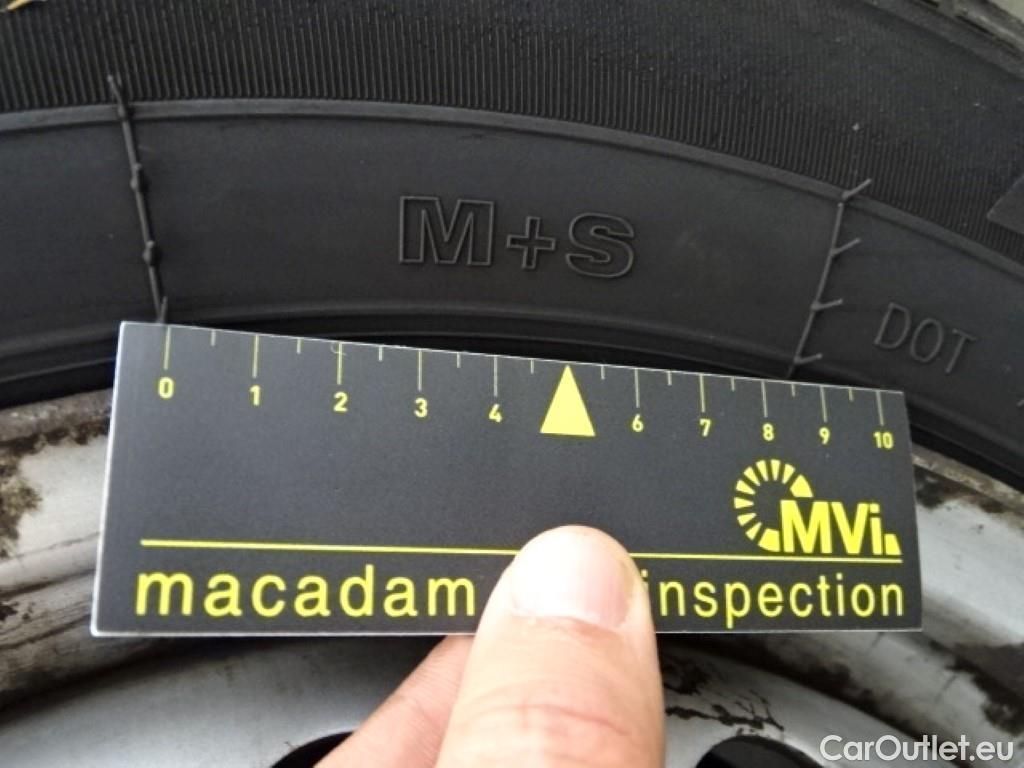 M+S
DOT
0 1 2 3 4 6 7 8 9 10
MVi
macadam inspection
CarOutlet.eu